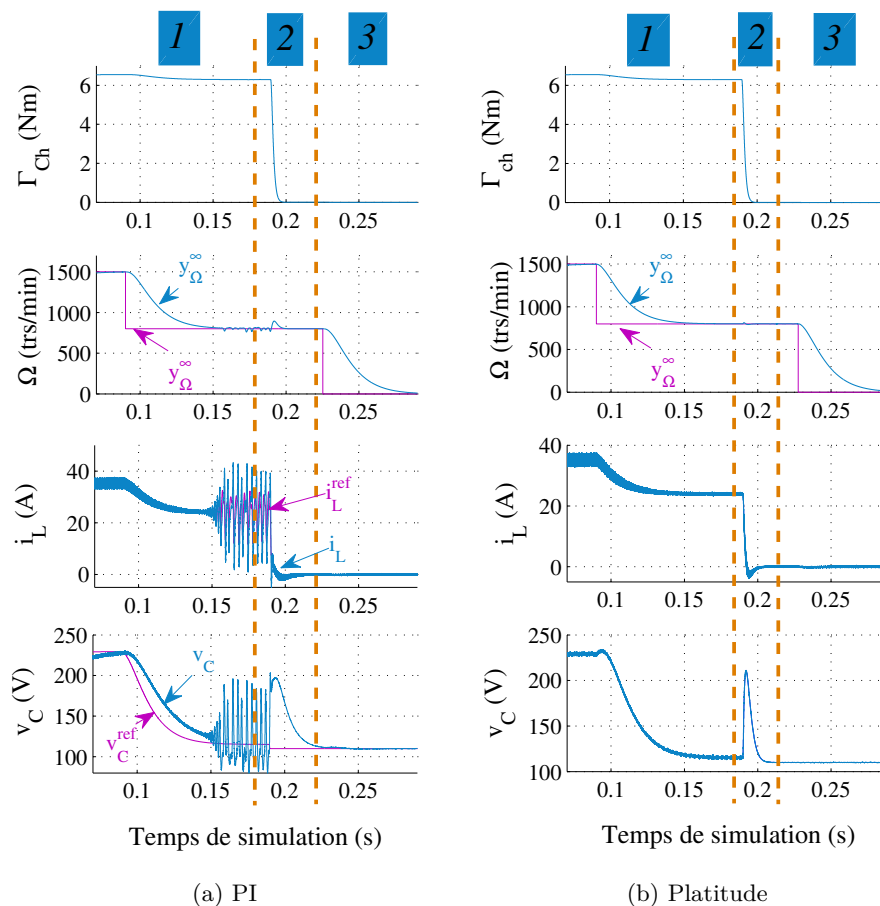 1 2 3
6
4
2
0
Γ_Ch (Nm)
0.1 0.15 0.2 0.25
1500
1000
500
0
Ω (trs/min)
y_Ω^∞
y_Ω^∞
0.1 0.15 0.2 0.25
40
20
0
i_L (A)
i_L^ref
i_L
0.1 0.15 0.2 0.25
250
200
150
100
v_C (V)
v_C
v_C^ref
0.1 0.15 0.2 0.25
Temps de simulation (s)
(a) PI
1 2 3
6
4
2
0
Γ_ch (Nm)
0.1 0.15 0.2 0.25
1500
1000
500
0
Ω (trs/min)
y_Ω^∞
y_Ω^∞
0.1 0.15 0.2 0.25
40
20
0
i_L (A)
0.1 0.15 0.2 0.25
250
200
150
100
v_C (V)
0.1 0.15 0.2 0.25
Temps de simulation (s)
(b) Platitude